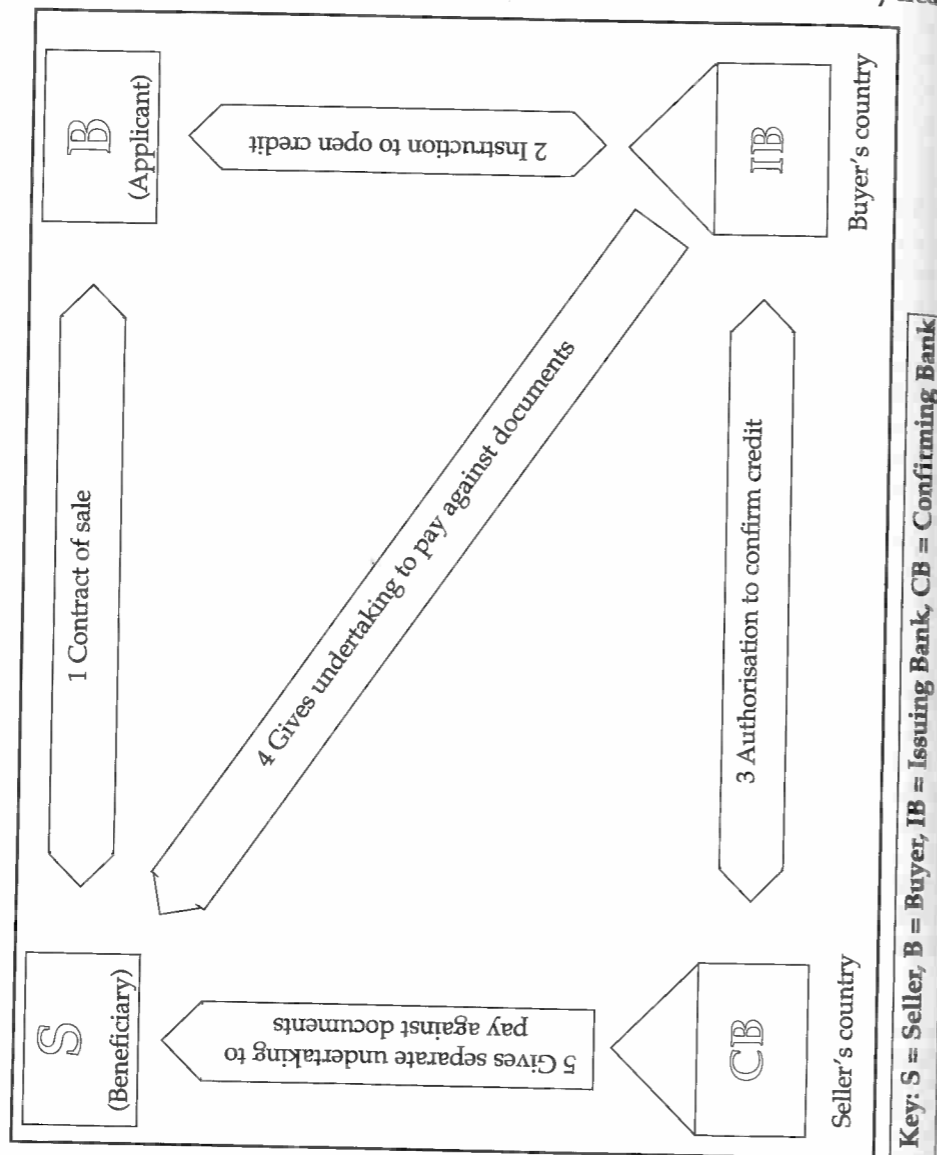 S
(Beneficiary)
1 Contract of sale
B
(Applicant)
5 Gives separate undertaking to
pay against documents
4 Gives undertaking to pay against documents
2 Instruction to open credit
CB
3 Authorisation to confirm credit
IB
Seller's country
Buyer's country
Key: S = Seller, B = Buyer, IB = Issuing Bank, CB = Confirming Bank